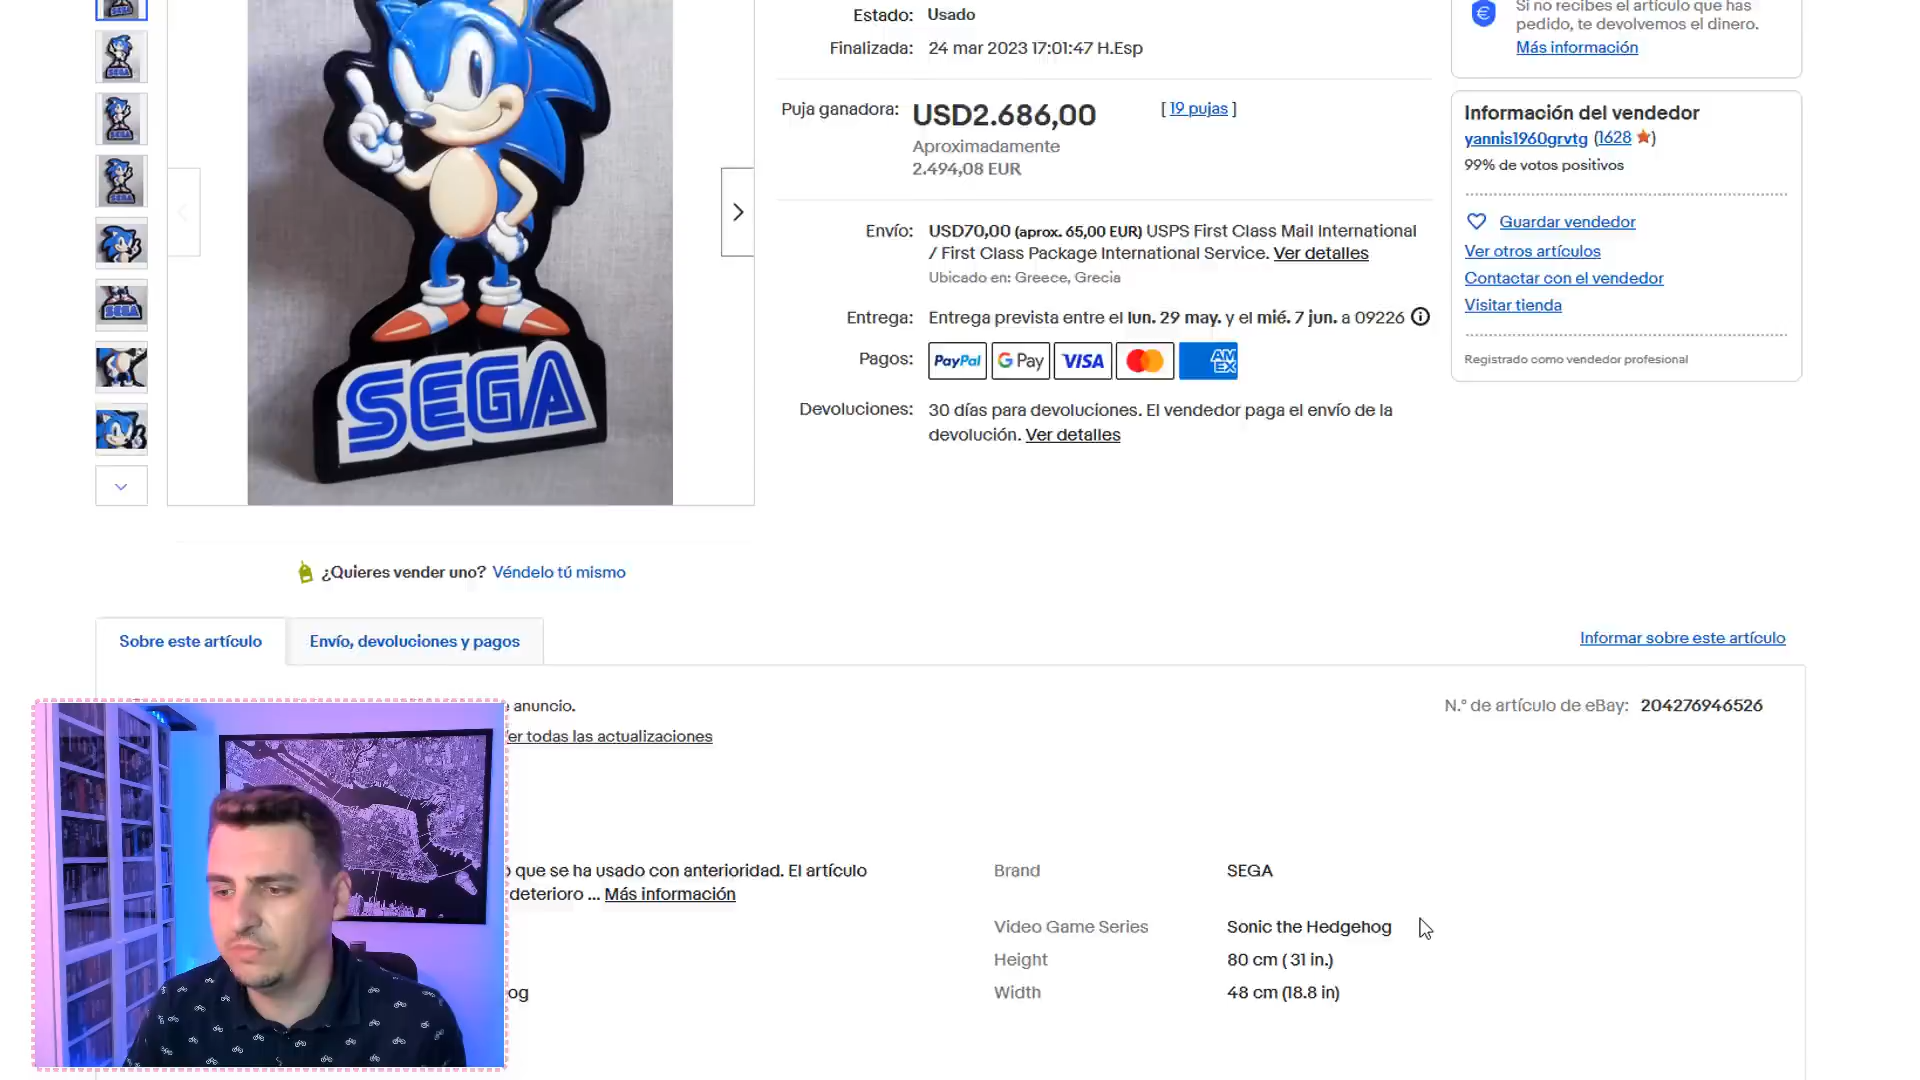 Estado: Usado
Finalizada: 24 mar 2023 17:01:47 H.Esp
Puja ganadora: USD2.686,00 [ 19 pujas ]
Aproximadamente
2.494,08 EUR
Envío: USD70,00 (aprox. 65,00 EUR) USPS First Class Mail International
/ First Class Package International Service. Ver detalles
Ubicado en: Greece, Grecia
Entrega: Entrega prevista entre el lun. 29 may. y el mié. 7 jun. a 09226
Pagos: PayPal G Pay VISA AM EX
Devoluciones: 30 días para devoluciones. El vendedor paga el envío de la
devolución. Ver detalles
Si no recibes el artículo que has
pedido, te devolvemos el dinero.
Más información
Información del vendedor
yannis1960grvtg (1628)
99% de votos positivos
Guardar vendedor
Ver otros artículos
Contactar con el vendedor
Visitar tienda
Registrado como vendedor profesional
SEGA
¿Quieres vender uno? Véndelo tú mismo
Sobre este artículo
Envío, devoluciones y pagos
Informar sobre este artículo
anuncio.
N.° de artículo de eBay: 204276946526
er todas las actualizaciones
que se ha usado con anterioridad. El artículo
deterioro ... Más información
og
Brand SEGA
Video Game Series Sonic the Hedgehog
Height 80 cm ( 31 in.)
Width 48 cm (18.8 in)